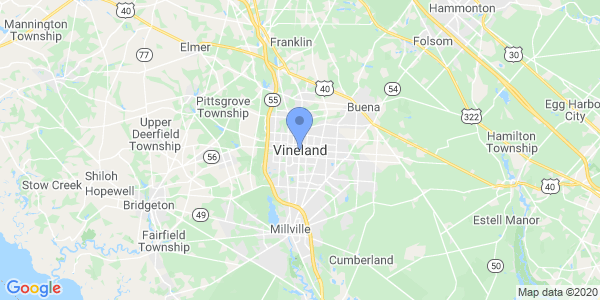 Hammonton
Mannington
Township
Elmer
Franklin
Folsom
77
40
54
30
55
Pittsgrove
Township
Buena
322
Egg Harbor
City
Upper
Deerfield
Township
Vineland
Hamilton
Township
56
Shiloh
Stow Creek
Hopewell
40
Bridgeton
49
Estell Manor
Fairfield
Township
Millville
Cumberland
50
Google
Map data ©2020